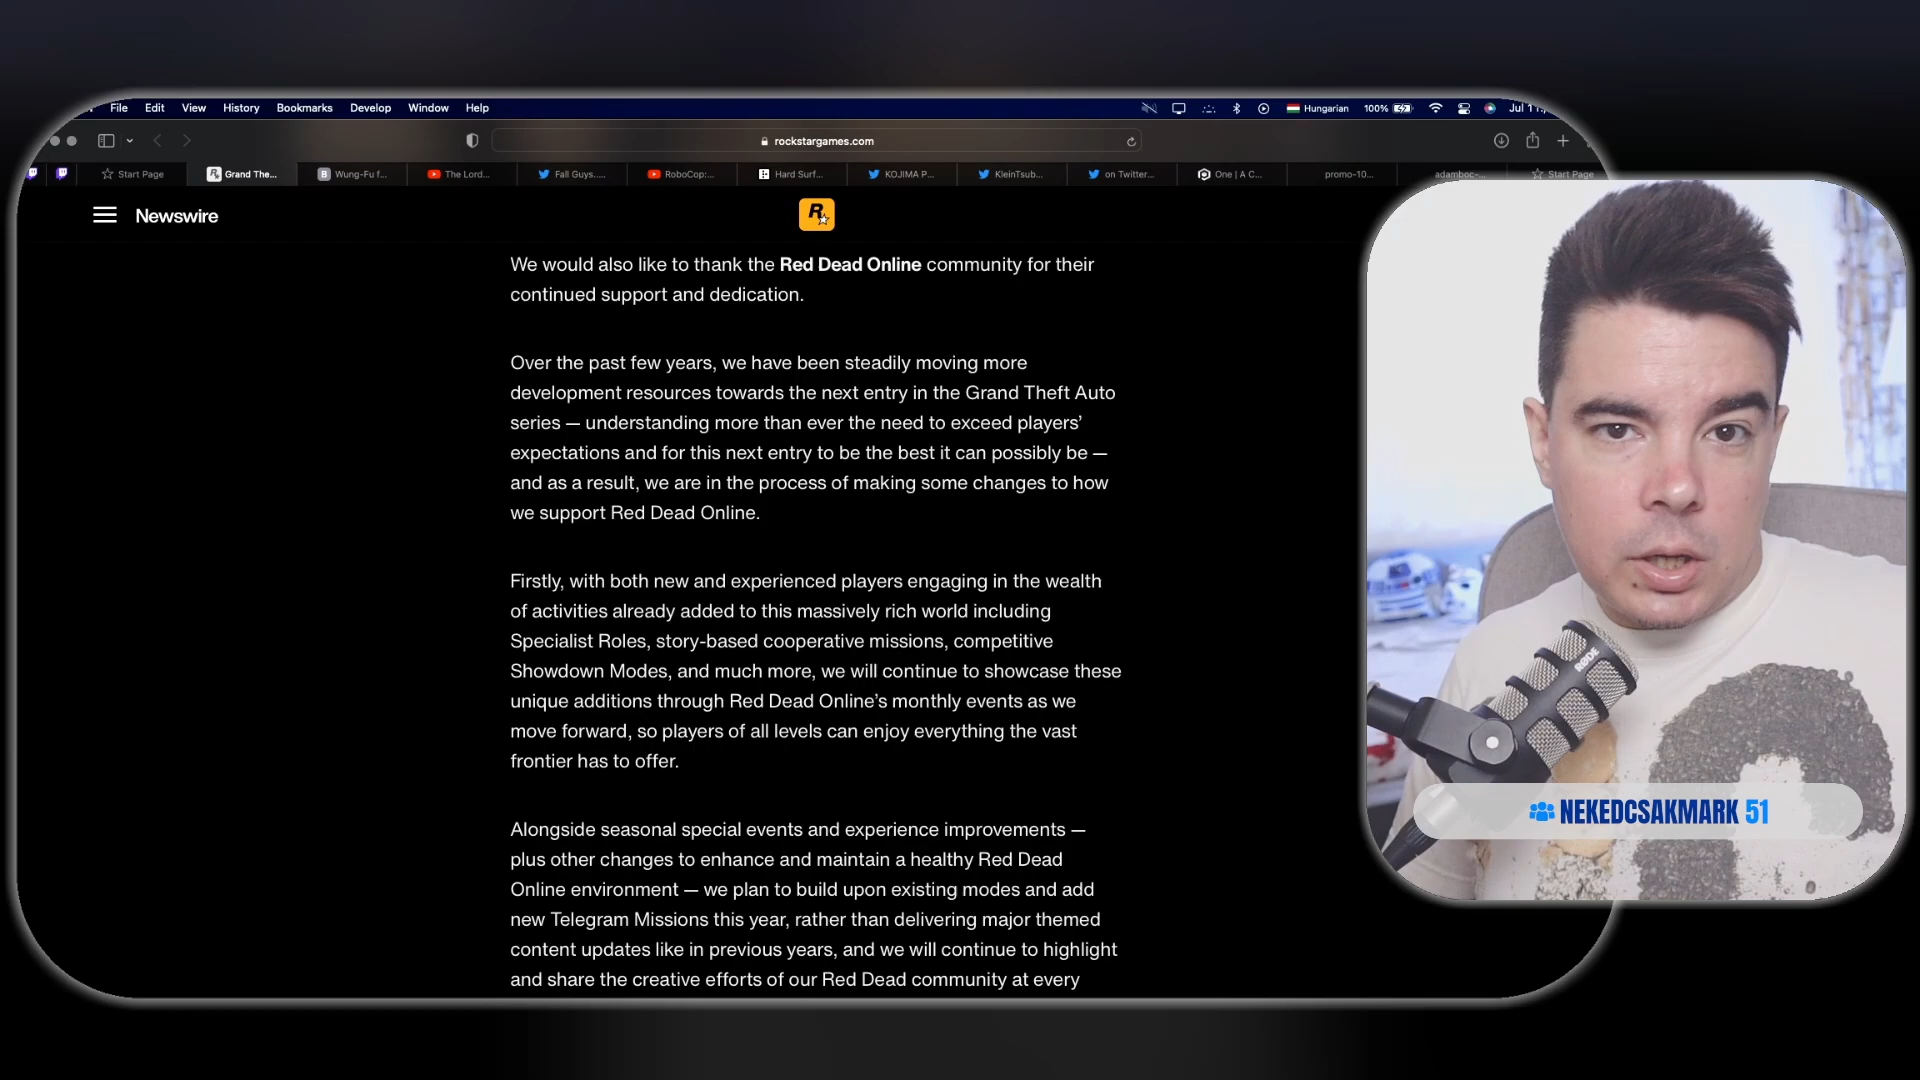 File Edit View History Bookmarks Develop Window Help
Hungarian 100% Jul 1
rockstargames.com
Start Page Grand The... Wung-Fu f... The Lord... Fall Guys.... RoboCop:... Hard Surf... KOJIMA P... KleinTsub... on Twitter... One | A C... promo-10... adamboc-... Start Page
Newswire
R
We would also like to thank the Red Dead Online community for their
continued support and dedication.
Over the past few years, we have been steadily moving more
development resources towards the next entry in the Grand Theft Auto
series — understanding more than ever the need to exceed players’
expectations and for this next entry to be the best it can possibly be —
and as a result, we are in the process of making some changes to how
we support Red Dead Online.
Firstly, with both new and experienced players engaging in the wealth
of activities already added to this massively rich world including
Specialist Roles, story-based cooperative missions, competitive
Showdown Modes, and much more, we will continue to showcase these
unique additions through Red Dead Online’s monthly events as we
move forward, so players of all levels can enjoy everything the vast
frontier has to offer.
Alongside seasonal special events and experience improvements —
plus other changes to enhance and maintain a healthy Red Dead
Online environment — we plan to build upon existing modes and add
new Telegram Missions this year, rather than delivering major themed
content updates like in previous years, and we will continue to highlight
and share the creative efforts of our Red Dead community at every
RØDE
NEKEDCSAKMARK 51